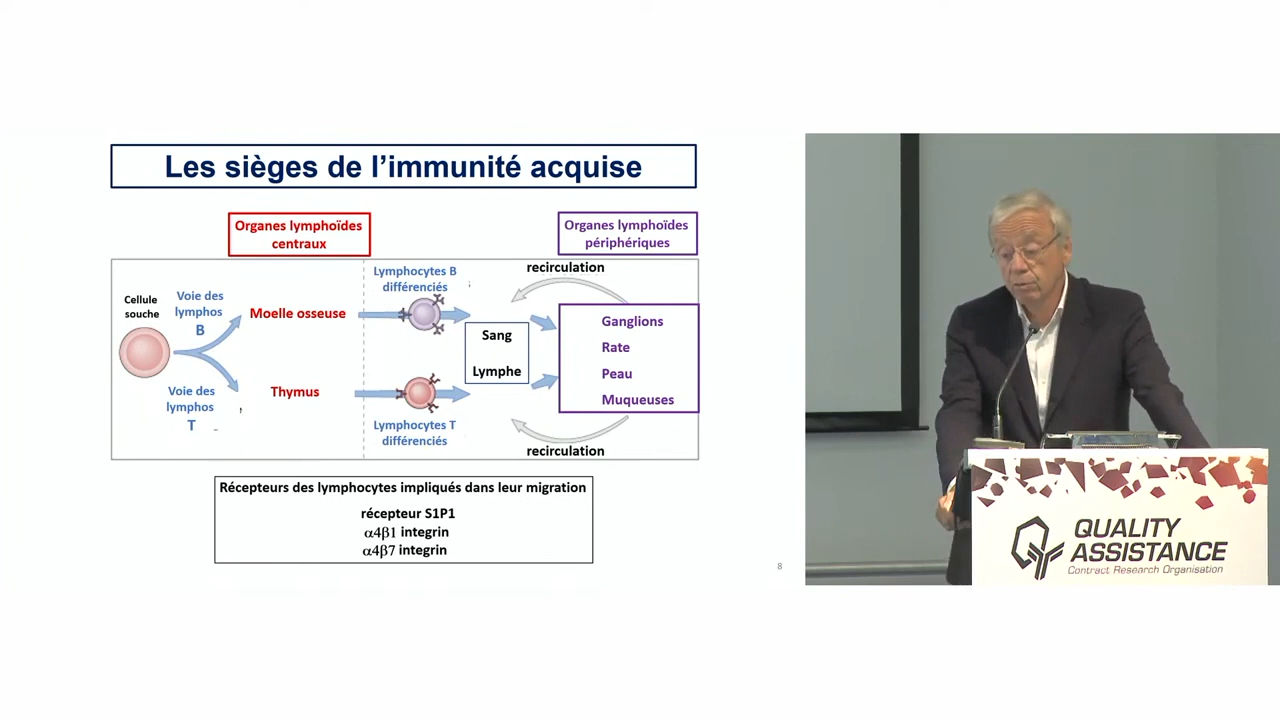 Les sièges de l'immunité acquise
Organes lymphoïdes
centraux
Organes lymphoïdes
périphériques
Cellule
souche
Voie des
lymphos
B
Voie des
lymphos
T
Moelle osseuse
Thymus
Lymphocytes B
différenciés
Lymphocytes T
différenciés
Sang
Lymphe
recirculation
Ganglions
Rate
Peau
Muqueuses
recirculation
Récepteurs des lymphocytes impliqués dans leur migration
récepteur S1P1
α4β1 integrin
α4β7 integrin
8
QUALITY
ASSISTANCE
Contract Research Organisation